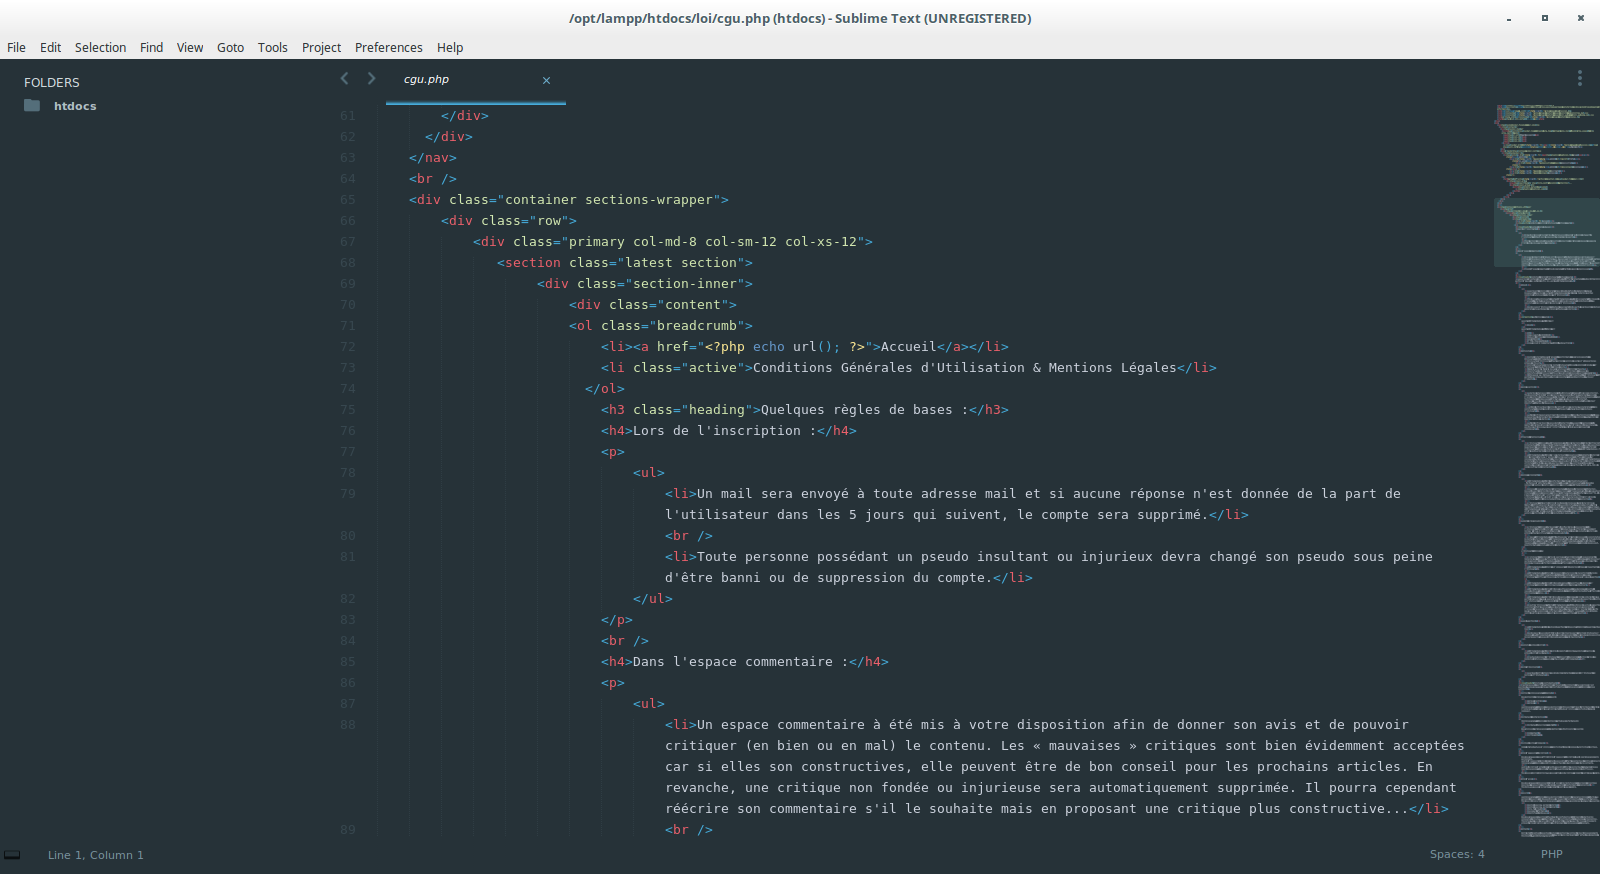 /opt/lampp/htdocs/loi/cgu.php (htdocs) - Sublime Text (UNREGISTERED)
File Edit Selection Find View Goto Tools Project Preferences Help
FOLDERS
htdocs
cgu.php
61 </div>
62 </div>
63 </nav>
64 <br />
65 <div class="container sections-wrapper">
66 <div class="row">
67 <div class="primary col-md-8 col-sm-12 col-xs-12">
68 <section class="latest section">
69 <div class="section-inner">
70 <div class="content">
71 <ol class="breadcrumb">
72 <li><a href="<?php echo url(); ?>">Accueil</a></li>
73 <li class="active">Conditions Générales d'Utilisation & Mentions Légales</li>
74 </ol>
75 <h3 class="heading">Quelques règles de bases :</h3>
76 <h4>Lors de l'inscription :</h4>
77 <p>
78 <ul>
79 <li>Un mail sera envoyé à toute adresse mail et si aucune réponse n'est donnée de la part de
l'utilisateur dans les 5 jours qui suivent, le compte sera supprimé.</li>
80 <br />
81 <li>Toute personne possédant un pseudo insultant ou injurieux devra changé son pseudo sous peine
d'être banni ou de suppression du compte.</li>
82 </ul>
83 </p>
84 <br />
85 <h4>Dans l'espace commentaire :</h4>
86 <p>
87 <ul>
88 <li>Un espace commentaire à été mis à votre disposition afin de donner son avis et de pouvoir
critiquer (en bien ou en mal) le contenu. Les « mauvaises » critiques sont bien évidemment acceptées
car si elles son constructives, elle peuvent être de bon conseil pour les prochains articles. En
revanche, une critique non fondée ou injurieuse sera automatiquement supprimée. Il pourra cependant
réécrire son commentaire s'il le souhaite mais en proposant une critique plus constructive...</li>
89 <br />
Line 1, Column 1
Spaces: 4
PHP